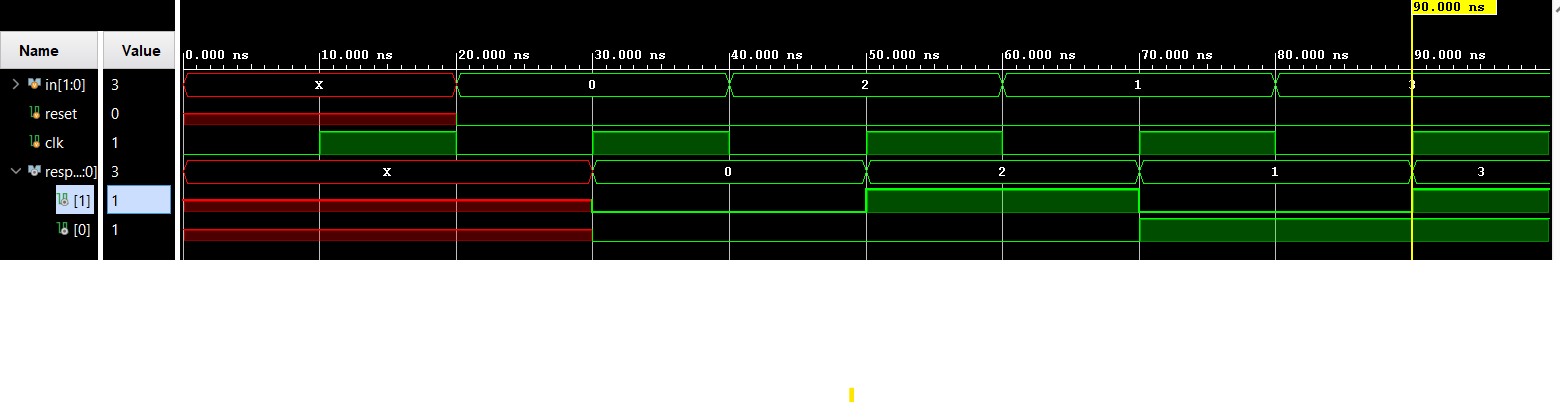 90.000 ns
Name Value
0.000 ns 10.000 ns 20.000 ns 30.000 ns 40.000 ns 50.000 ns 60.000 ns 70.000 ns 80.000 ns 90.000 ns
in[1:0] 3 X 0 2 1 3
reset 0
clk 1
resp...:0] 3 X 0 2 1 3
[1] 1
[0] 1